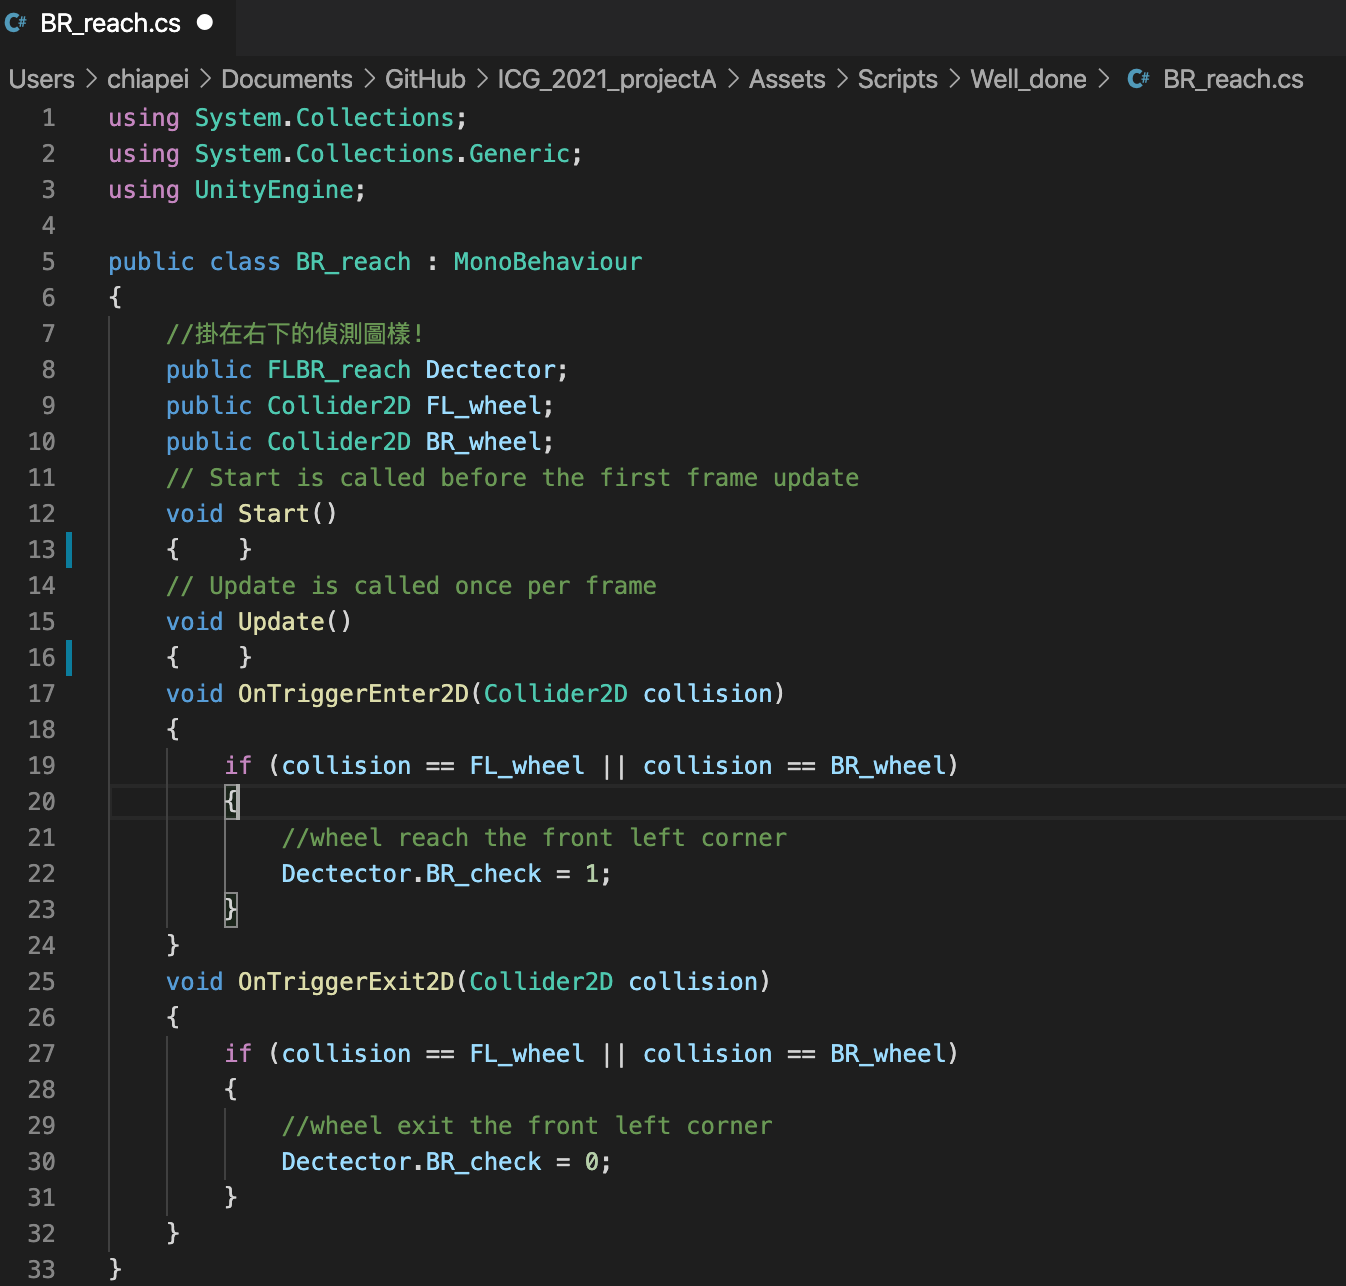 BR_reach.cs
Users > chiapei > Documents > GitHub > ICG_2021_projectA > Assets > Scripts > Well_done > BR_reach.cs
1 using System.Collections;
2 using System.Collections.Generic;
3 using UnityEngine;
4
5 public class BR_reach : MonoBehaviour
6 {
7 //掛在右下的偵測圖樣!
8 public FLBR_reach Dectector;
9 public Collider2D FL_wheel;
10 public Collider2D BR_wheel;
11 // Start is called before the first frame update
12 void Start()
13 { }
14 // Update is called once per frame
15 void Update()
16 { }
17 void OnTriggerEnter2D(Collider2D collision)
18 {
19 if (collision == FL_wheel || collision == BR_wheel)
20 {
21 //wheel reach the front left corner
22 Dectector.BR_check = 1;
23 }
24 }
25 void OnTriggerExit2D(Collider2D collision)
26 {
27 if (collision == FL_wheel || collision == BR_wheel)
28 {
29 //wheel exit the front left corner
30 Dectector.BR_check = 0;
31 }
32 }
33 }